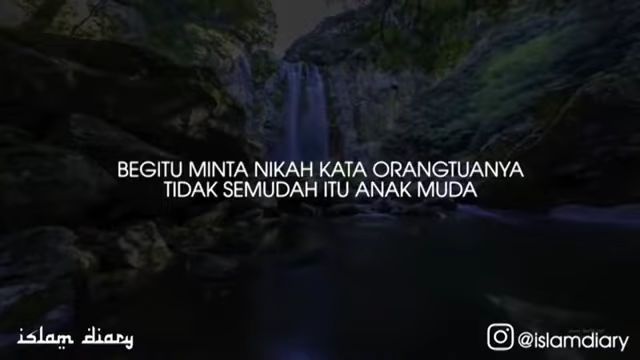 BEGITU MINTA NIKAH KATA ORANGTUANYA
TIDAK SEMUDAH ITU ANAK MUDA
islam diary
@islamdiary